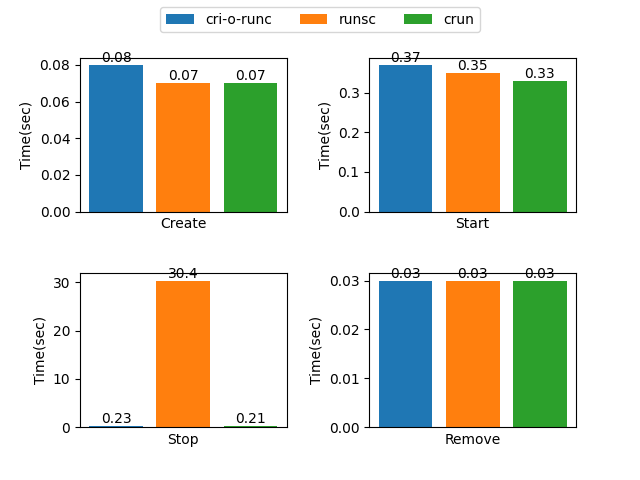 cri-o-runc runsc crun
0.08 0.07 0.07
0.08
0.06
0.04
0.02
0.00
Time(sec)
Create
0.37 0.35 0.33
0.3
0.2
0.1
0.0
Time(sec)
Start
0.23 30.4 0.21
30
20
10
0
Time(sec)
Stop
0.03 0.03 0.03
0.03
0.02
0.01
0.00
Time(sec)
Remove